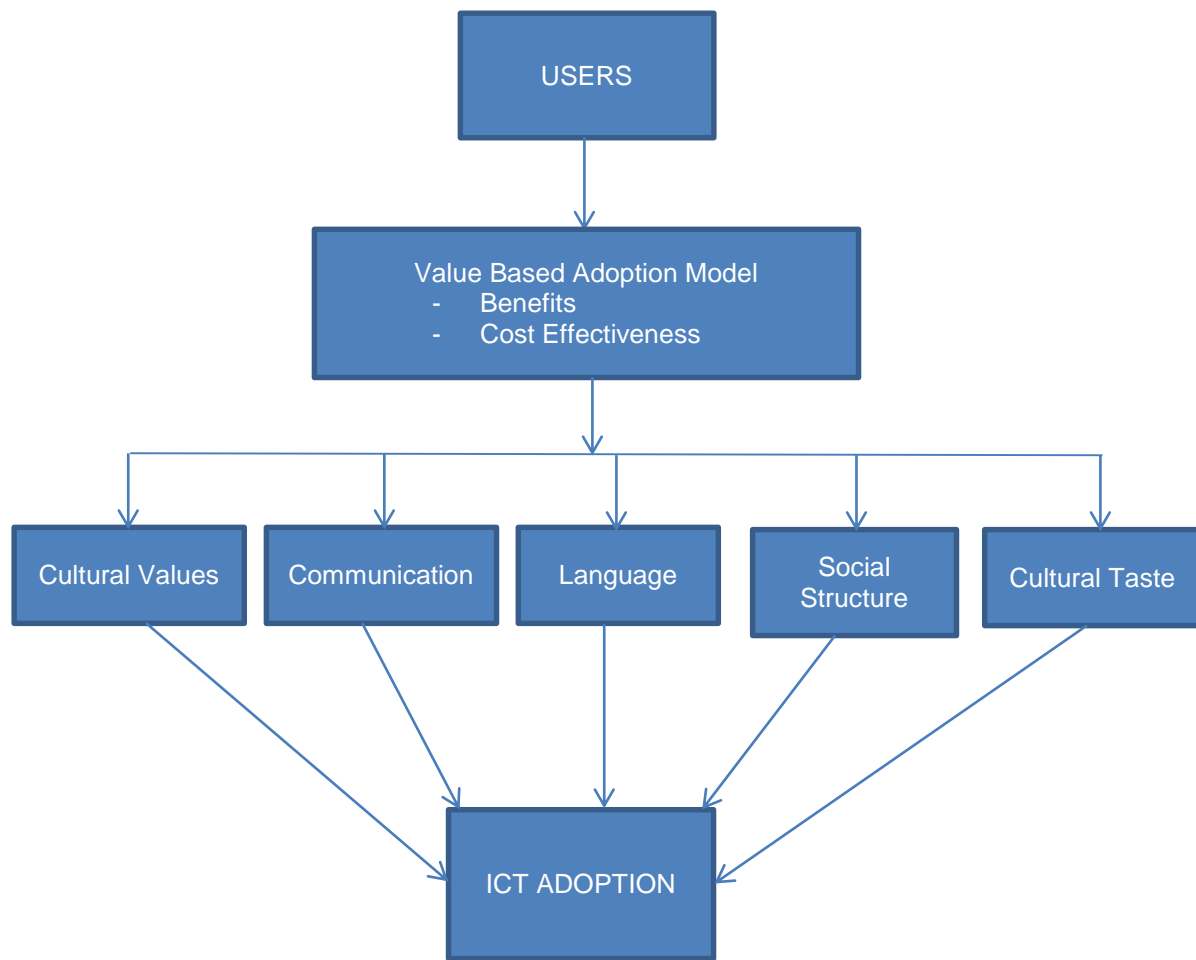 USERS
Value Based Adoption Model
- Benefits
- Cost Effectiveness
Cultural Values
Communication
Language
Social
Structure
Cultural Taste
ICT ADOPTION